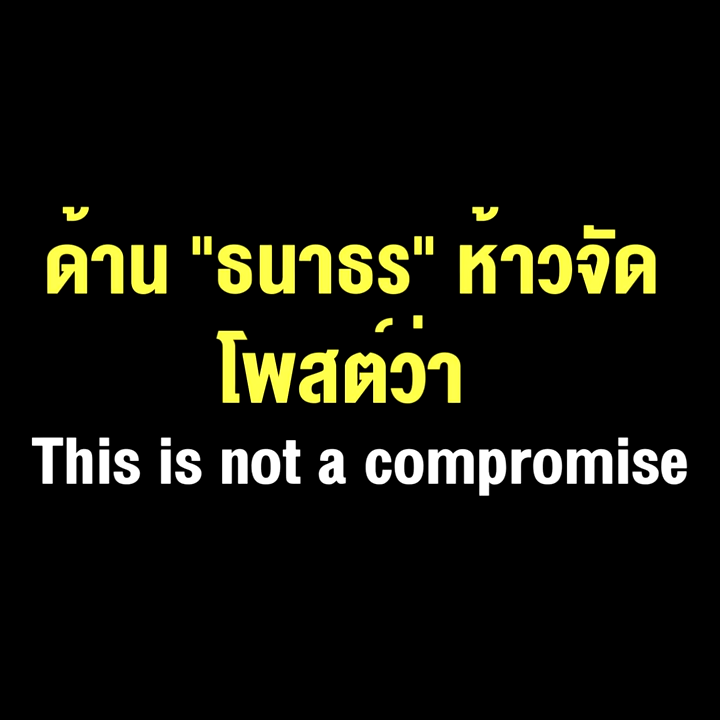 ด้าน "ธนาธร" ห้าวจัด
โพสต์ว่า
This is not a compromise